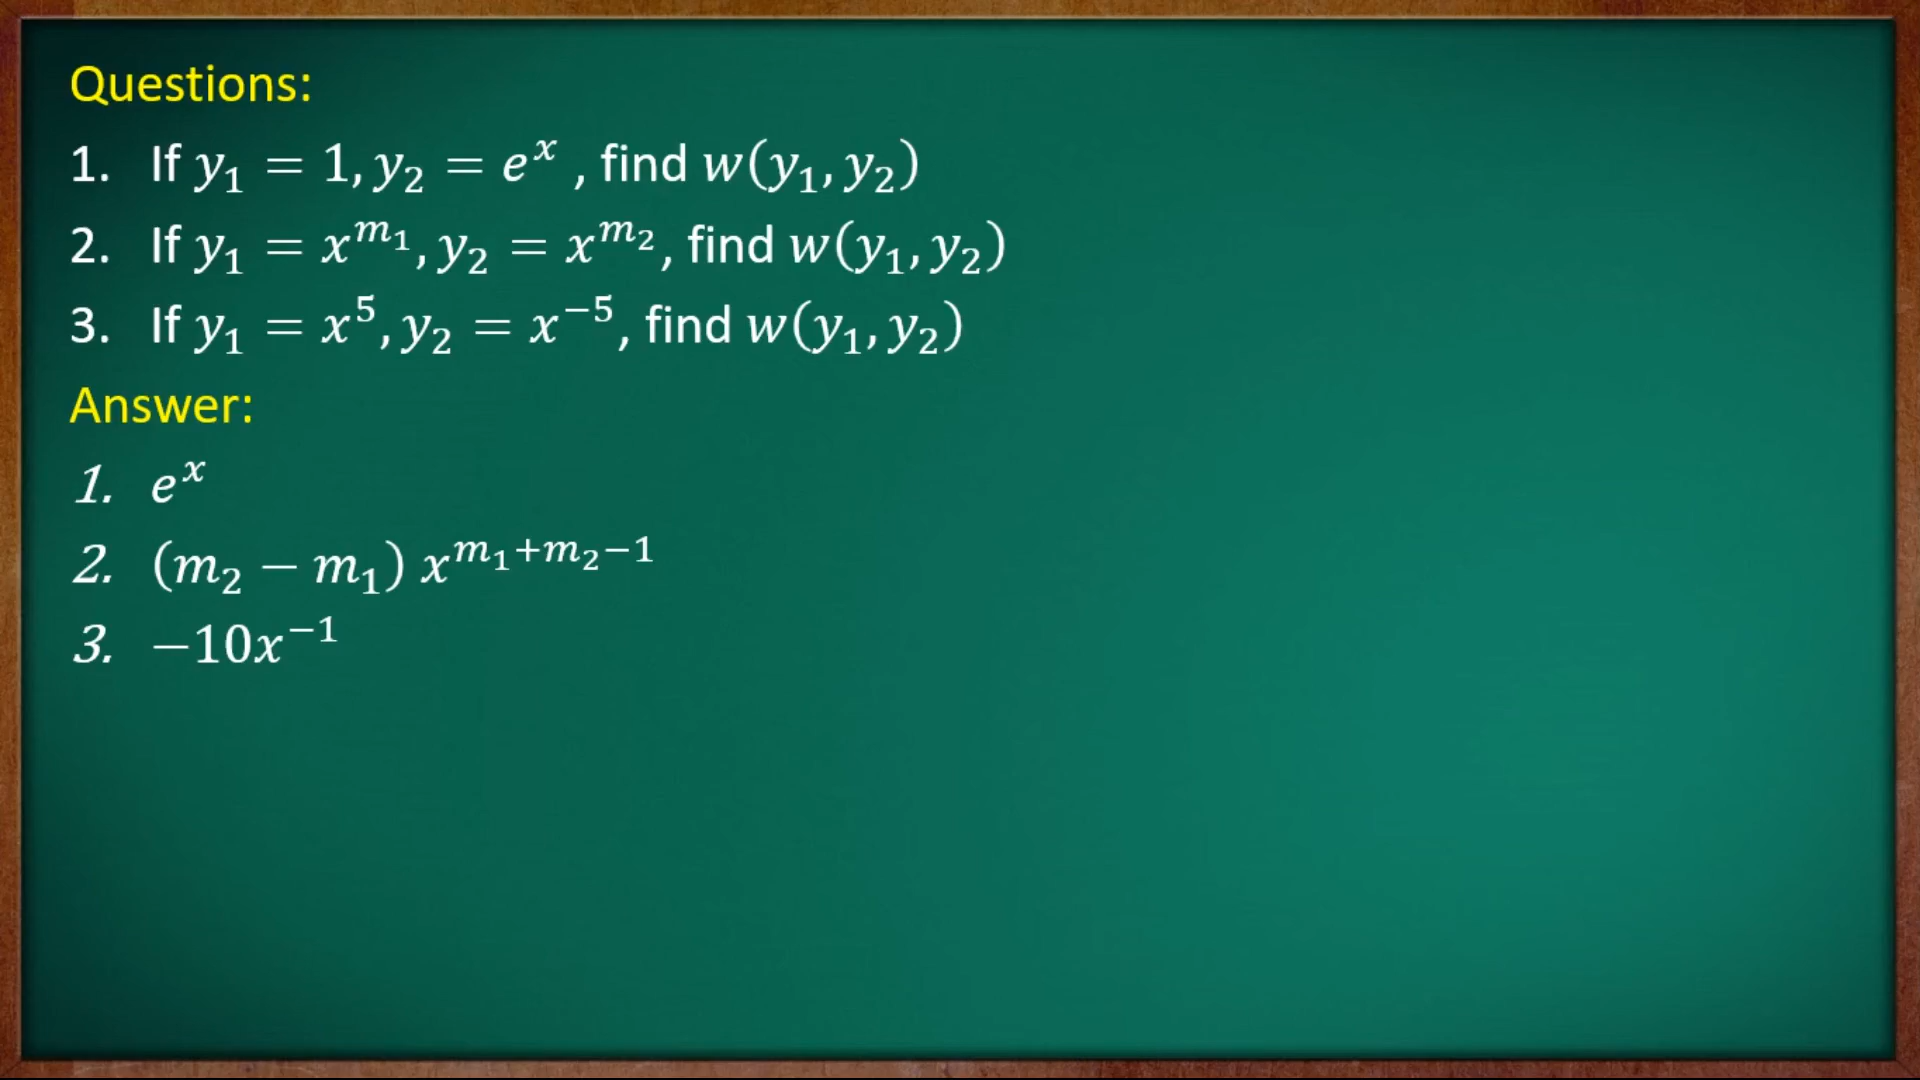 Questions:
1. If y₁ = 1, y₂ = eˣ , find w(y₁, y₂)
2. If y₁ = x^{m₁}, y₂ = x^{m₂}, find w(y₁, y₂)
3. If y₁ = x⁵, y₂ = x⁻⁵, find w(y₁, y₂)
Answer:
1. eˣ
2. (m₂ − m₁) x^{m₁+m₂−1}
3. −10x⁻¹